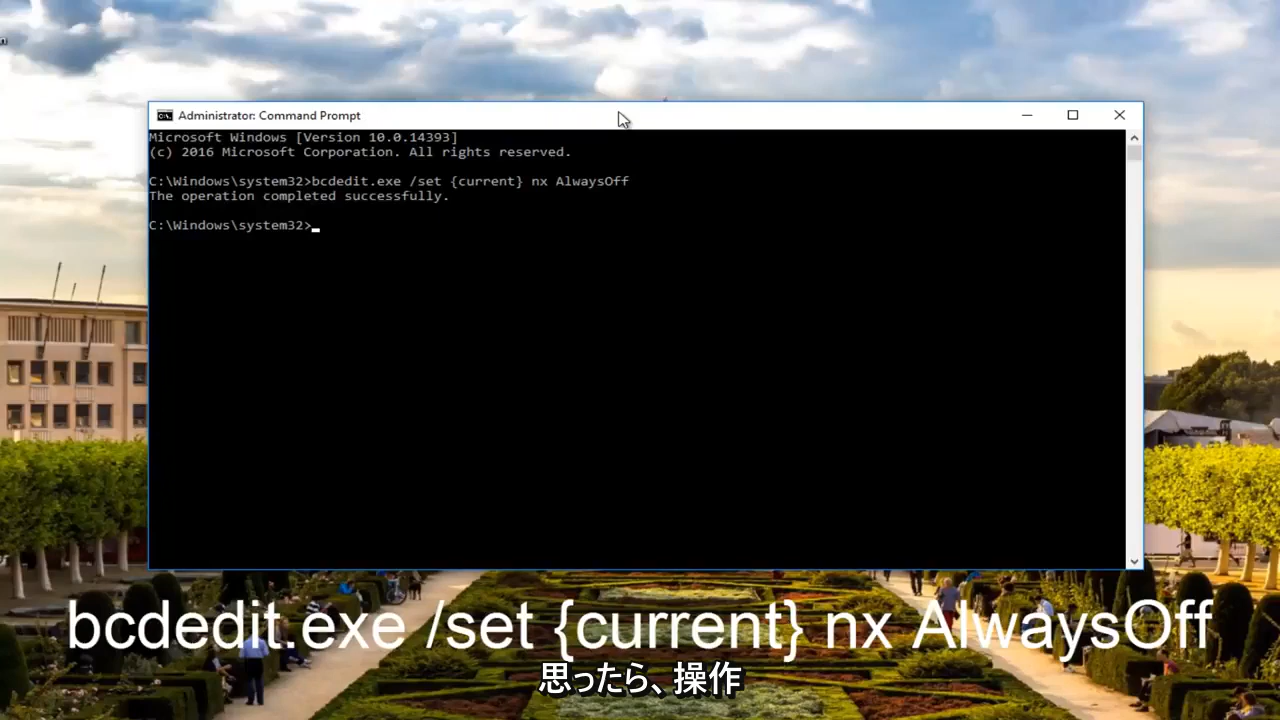 Administrator: Command Prompt
Microsoft Windows [Version 10.0.14393]
(c) 2016 Microsoft Corporation. All rights reserved.
C:\Windows\system32>bcdedit.exe /set {current} nx AlwaysOff
The operation completed successfully.
C:\Windows\system32>
bcdedit.exe /set {current} nx AlwaysOff
思ったら、操作